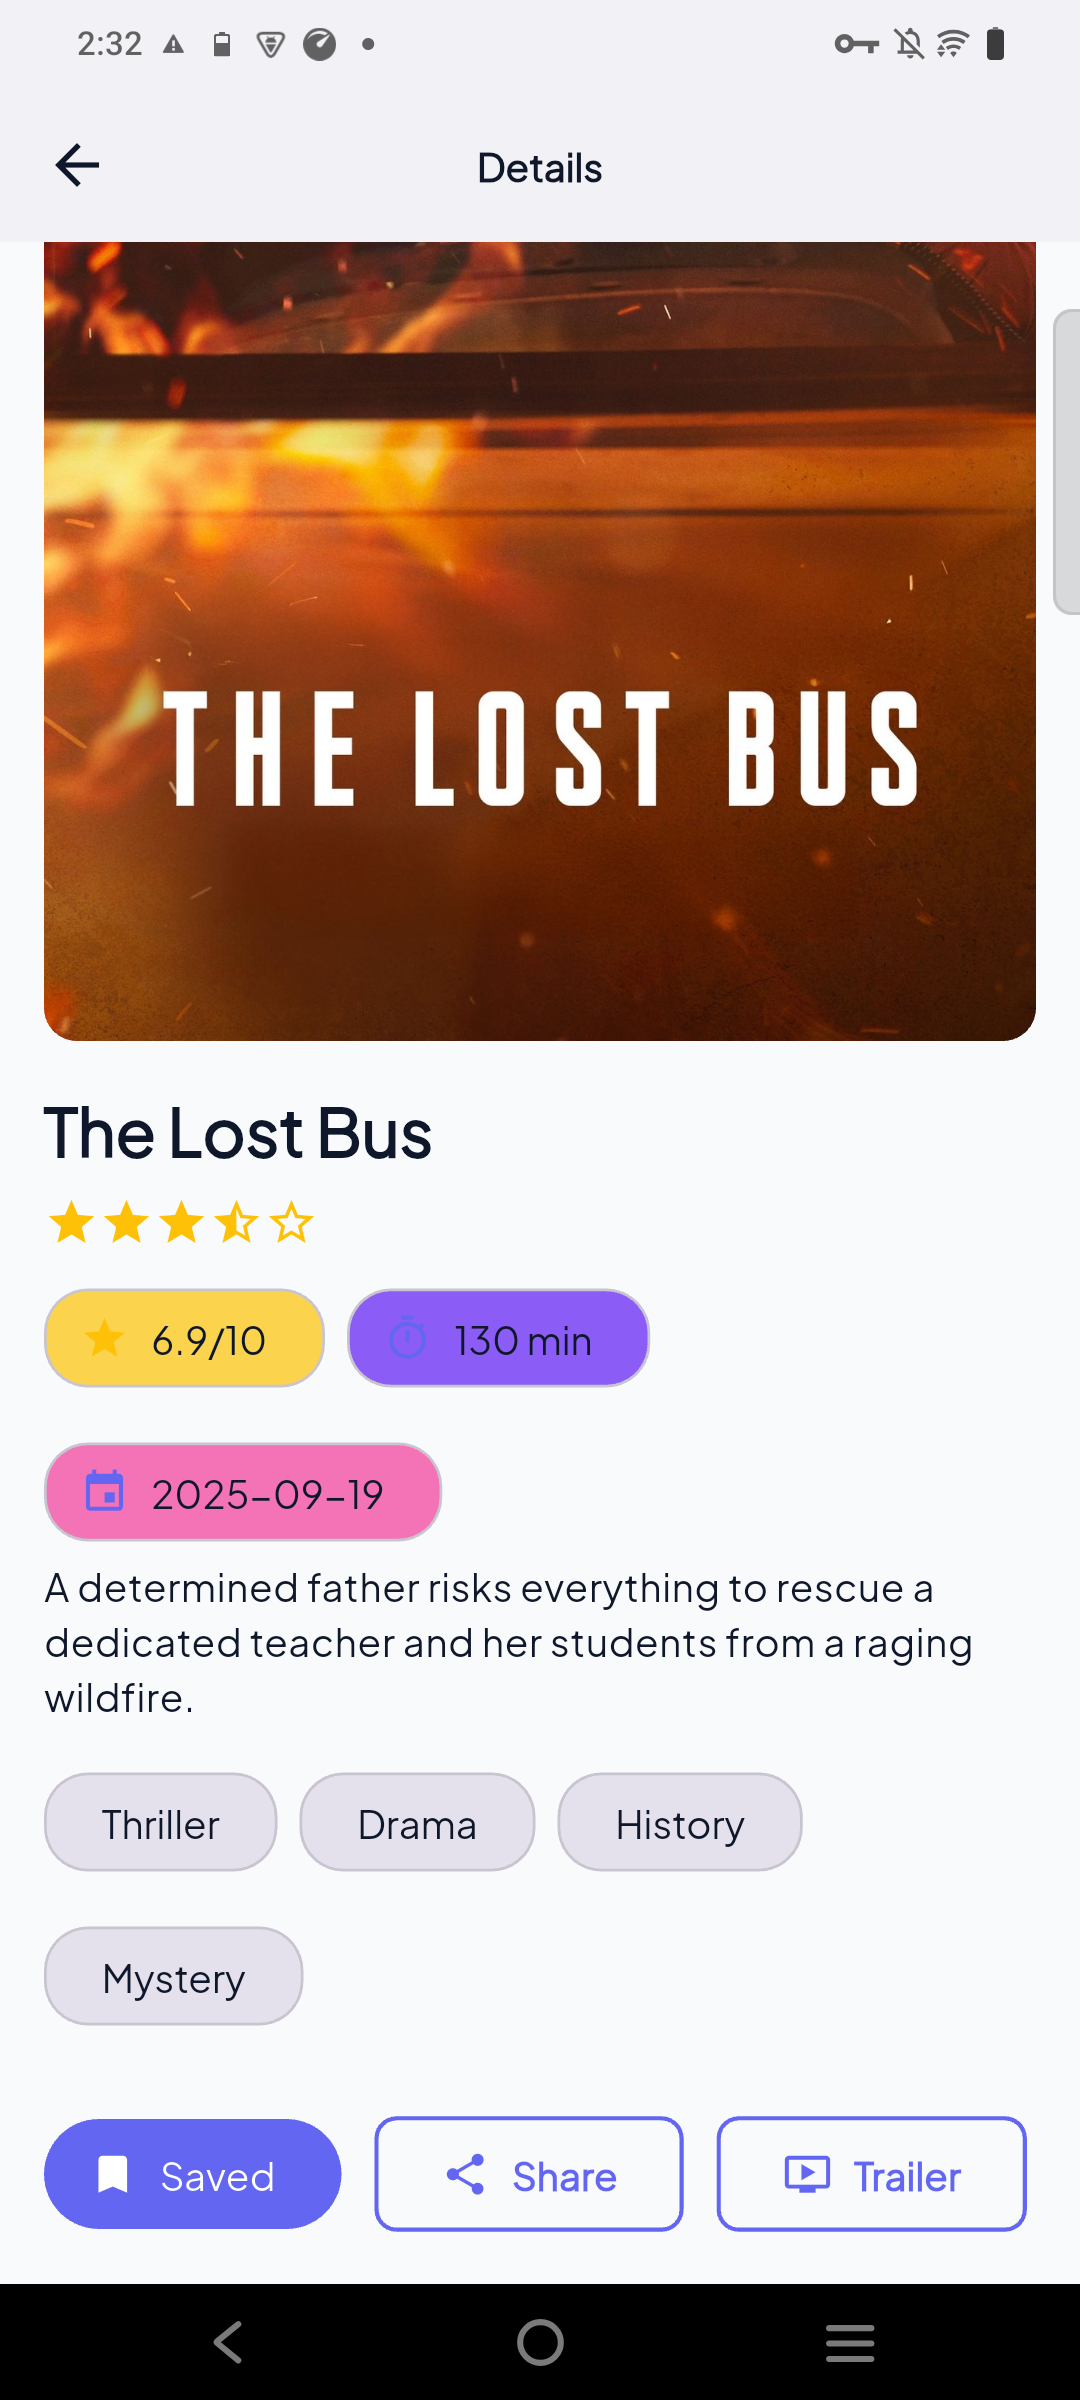 2:32
Details
THE LOST BUS
The Lost Bus
6.9/10
130 min
2025-09-19
A determined father risks everything to rescue a
dedicated teacher and her students from a raging
wildfire.
Thriller
Drama
History
Mystery
Saved
Share
Trailer